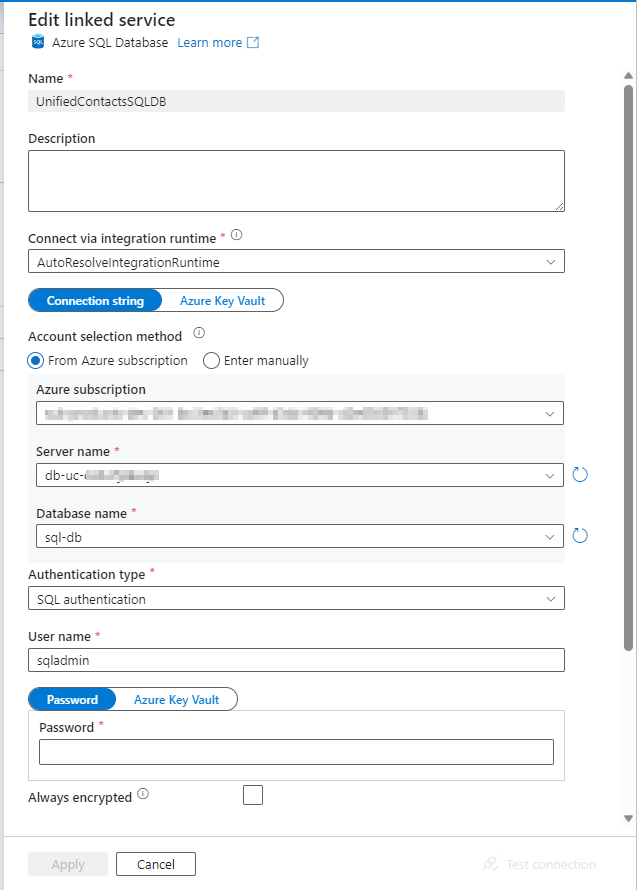 Edit linked service
SQL Azure SQL Database Learn more
Name *
UnifiedContactsSQLDB
Description
Connect via integration runtime *
AutoResolveIntegrationRuntime
Connection string Azure Key Vault
Account selection method
From Azure subscription Enter manually
Azure subscription
Server name *
db-uc-
Database name *
sql-db
Authentication type *
SQL authentication
User name *
sqladmin
Password Azure Key Vault
Password *
Always encrypted
Apply Cancel Test connection